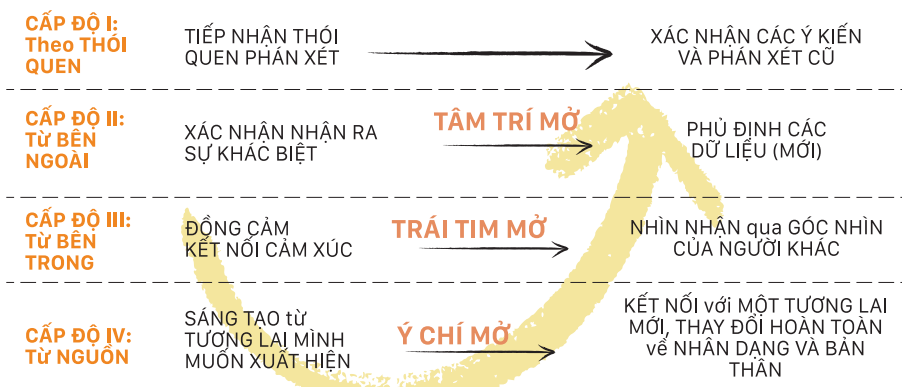 CẤP ĐỘ I:
Theo THÓI
QUEN
TIẾP NHẬN THÓI
QUEN PHÁN XÉT
XÁC NHẬN CÁC Ý KIẾN
VÀ PHÁN XÉT CŨ
CẤP ĐỘ II:
Từ BÊN
NGOÀI
XÁC NHẬN NHẬN RA
SỰ KHÁC BIỆT
TÂM TRÍ MỞ
PHỦ ĐỊNH CÁC
DỮ LIỆU (MỚI)
CẤP ĐỘ III:
Từ BÊN
TRONG
ĐỒNG CẢM
KẾT NỐI CẢM XÚC
TRÁI TIM MỞ
NHÌN NHẬN qua GÓC NHÌN
CỦA NGƯỜI KHÁC
CẤP ĐỘ IV:
Từ NGUỒN
SÁNG TẠO từ
TƯƠNG LAI MÌNH
MUỐN XUẤT HIỆN
Ý CHÍ MỞ
KẾT NỐI với MỘT TƯƠNG LAI
MỚI, THAY ĐỔI HOÀN TOÀN
về NHÂN DẠNG VÀ BẢN
THÂN